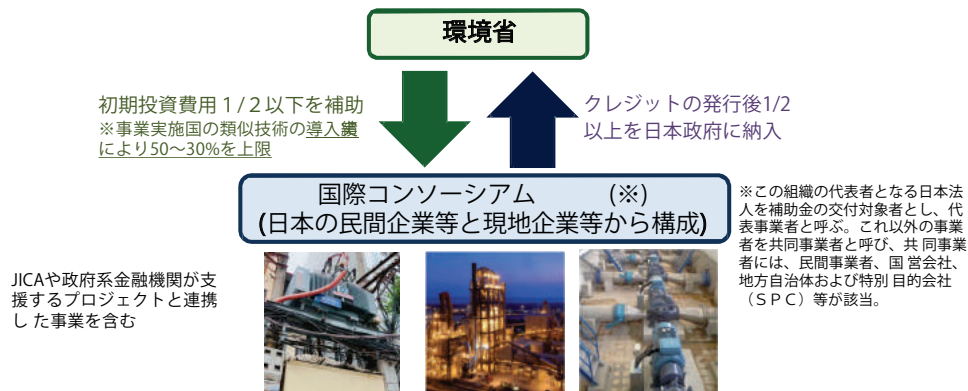 環境省
初期投資費用１/２以下を補助
※事業実施国の類似技術の導入
により50～30%を上限
クレジットの発行後1/2
以上を日本政府に納入
国際コンソーシアム (※)
(日本の民間企業等と現地企業等から構成)
※この組織の代表者となる日本法
人を補助金の交付対象者とし、代
表事業者と呼ぶ。これ以外の事業
者を共同事業者と呼び、共 同事業
者には、民間事業者、国 営会社、
地方自治体および特別 目的会社
（ＳＰＣ）等が該当。
JICAや政府系金融機関が支
援するプロジェクトと連携
し た事業を含む